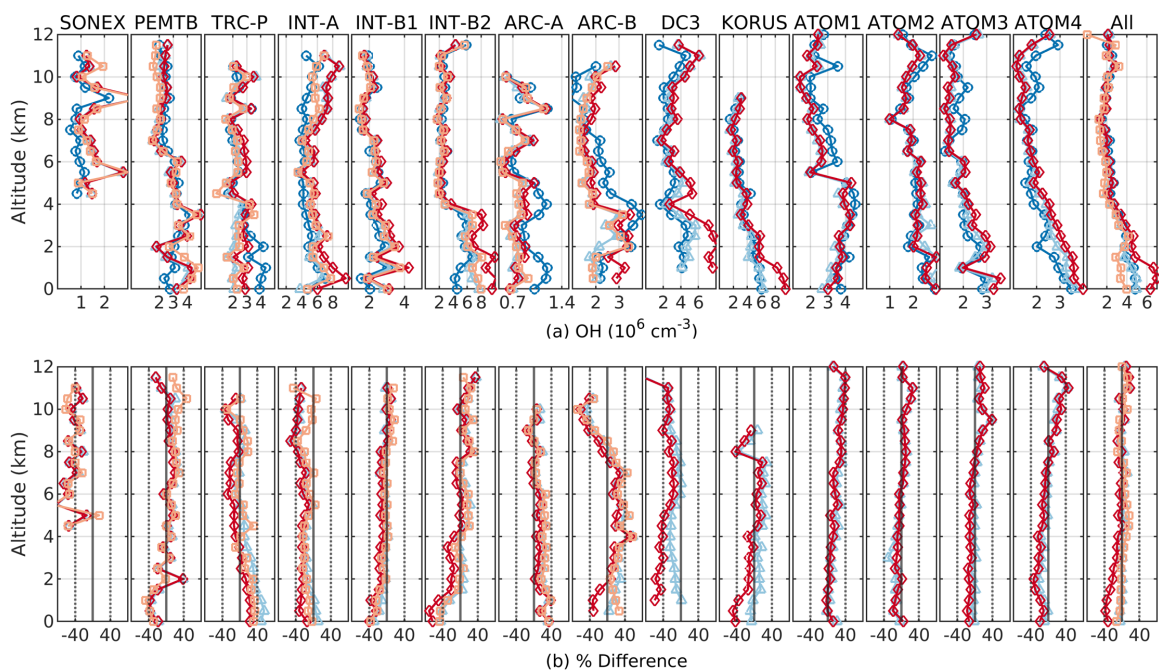 SONEX PEMTB TRC-P INT-A INT-B1 INT-B2 ARC-A ARC-B DC3 KORUS ATOM1 ATOM2 ATOM3 ATOM4 All
12
10
8
6
4
2
0
Altitude (km)
1 2 2 3 4 2 3 4 2 4 6 8 2 4 2 4 6 8 0.7 1.4 2 3 2 4 6 2 4 6 8 2 3 4 1 2 2 3 2 3 2 4 6
(a) OH (10⁶ cm⁻³)
12
10
8
6
4
2
0
Altitude (km)
-40 40 -40 40 -40 40 -40 40 -40 40 -40 40 -40 40 -40 40 -40 40 -40 40 -40 40 -40 40 -40 40 -40 40 -40 40
(b) % Difference